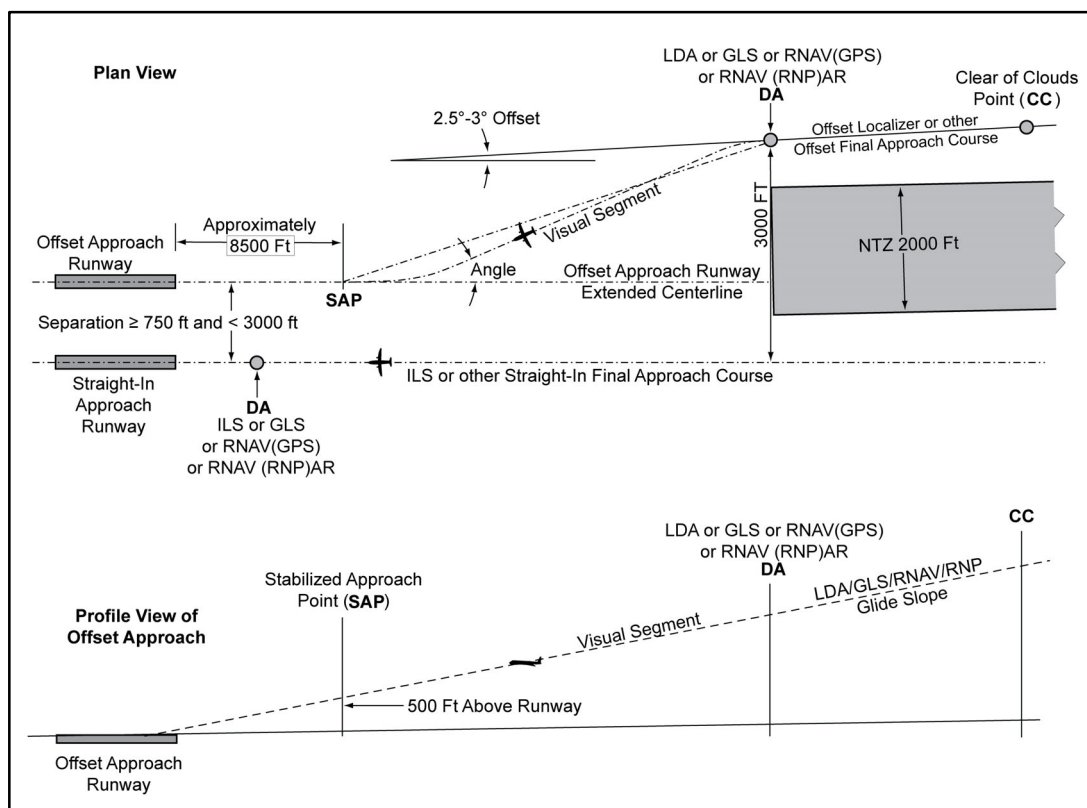 Plan View
LDA or GLS or RNAV(GPS)
or RNAV (RNP)AR
DA
Clear of Clouds
Point (CC)
2.5°-3° Offset
Offset Localizer or other
Offset Final Approach Course
Approximately
8500 Ft
Offset Approach
Runway
Visual Segment
3000 FT
NTZ 2000 Ft
Angle
SAP
Offset Approach Runway
Extended Centerline
Separation ≥ 750 ft and < 3000 ft
Straight-In
Approach
Runway
ILS or other Straight-In Final Approach Course
DA
ILS or GLS
or RNAV(GPS)
or RNAV (RNP)AR
LDA or GLS or RNAV(GPS)
or RNAV (RNP)AR
DA
CC
Stabilized Approach
Point (SAP)
LDA/GLS/RNAV/RNP
Glide Slope
Profile View of
Offset Approach
Visual Segment
500 Ft Above Runway
Offset Approach
Runway